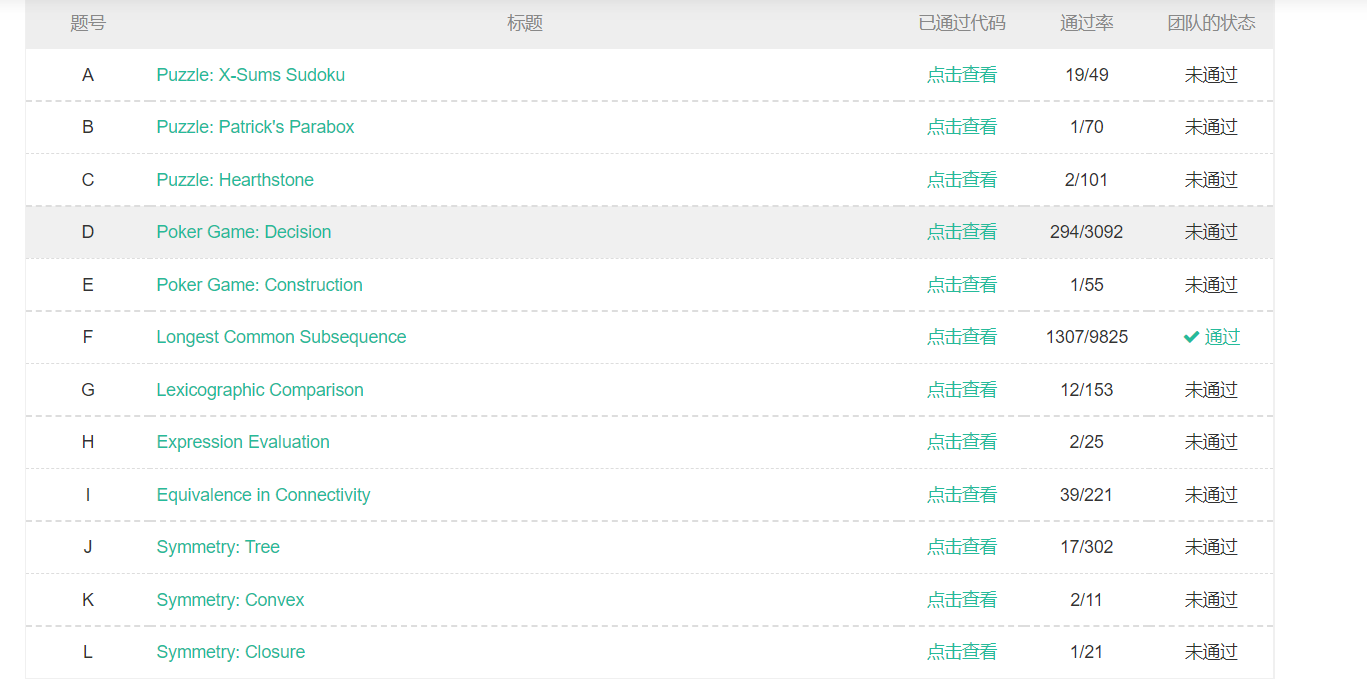 题号 标题 已通过代码 通过率 团队的状态
A Puzzle: X-Sums Sudoku 点击查看 19/49 未通过
B Puzzle: Patrick's Parabox 点击查看 1/70 未通过
C Puzzle: Hearthstone 点击查看 2/101 未通过
D Poker Game: Decision 点击查看 294/3092 未通过
E Poker Game: Construction 点击查看 1/55 未通过
F Longest Common Subsequence 点击查看 1307/9825 通过
G Lexicographic Comparison 点击查看 12/153 未通过
H Expression Evaluation 点击查看 2/25 未通过
I Equivalence in Connectivity 点击查看 39/221 未通过
J Symmetry: Tree 点击查看 17/302 未通过
K Symmetry: Convex 点击查看 2/11 未通过
L Symmetry: Closure 点击查看 1/21 未通过